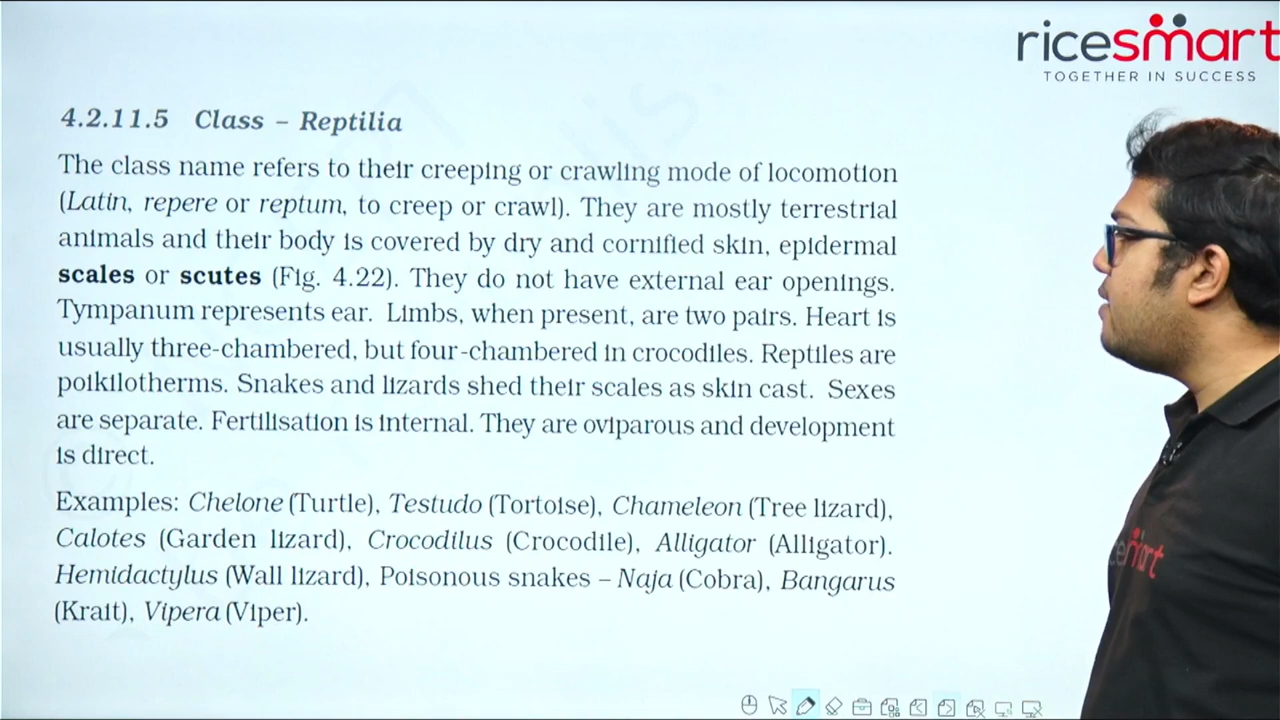 ricesmart
TOGETHER IN SUCCESS
4.2.11.5 Class – Reptilia
The class name refers to their creeping or crawling mode of locomotion
(Latin, repere or reptum, to creep or crawl). They are mostly terrestrial
animals and their body is covered by dry and cornified skin, epidermal
scales or scutes (Fig. 4.22). They do not have external ear openings.
Tympanum represents ear. Limbs, when present, are two pairs. Heart is
usually three-chambered, but four-chambered in crocodiles. Reptiles are
poikilotherms. Snakes and lizards shed their scales as skin cast. Sexes
are separate. Fertilisation is internal. They are oviparous and development
is direct.
Examples: Chelone (Turtle), Testudo (Tortoise), Chameleon (Tree lizard),
Calotes (Garden lizard), Crocodilus (Crocodile), Alligator (Alligator).
Hemidactylus (Wall lizard), Poisonous snakes – Naja (Cobra), Bangarus
(Krait), Vipera (Viper).